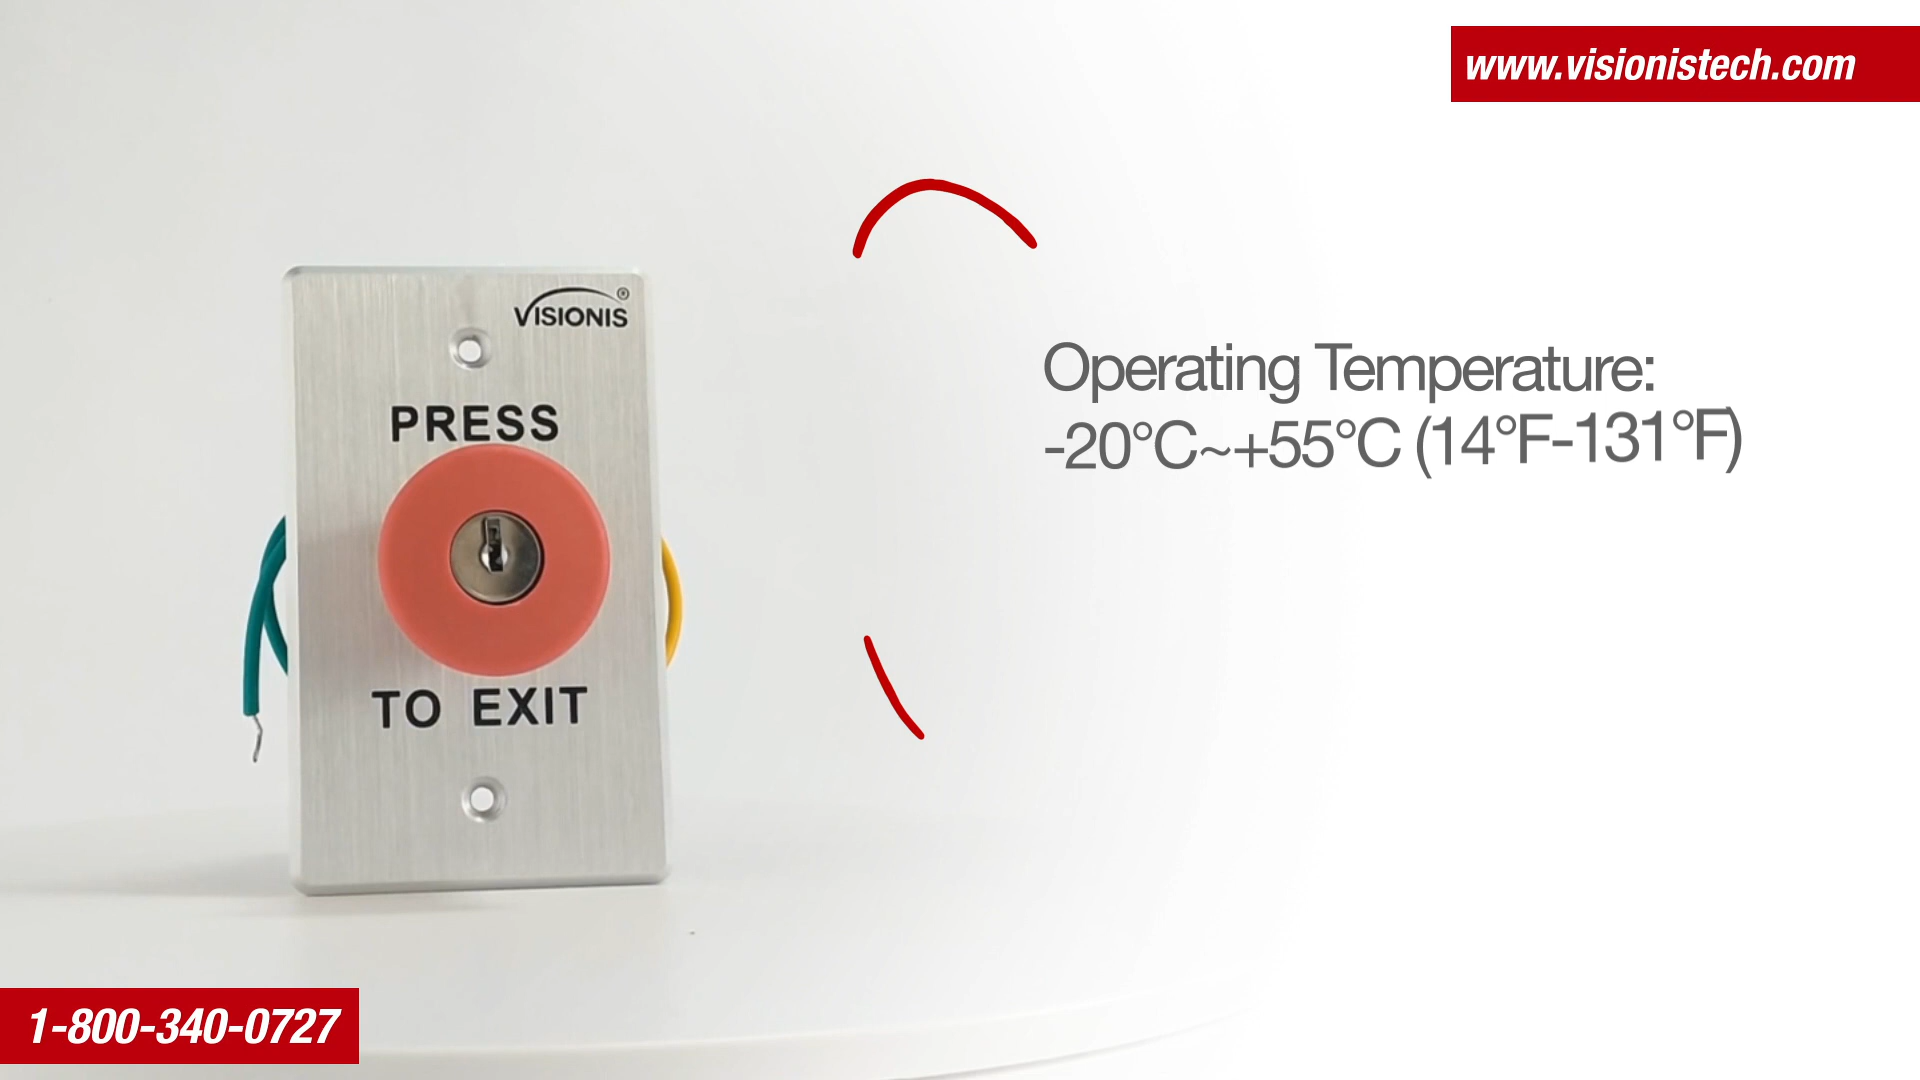 www.visionistech.com
VISIONIS®
PRESS
TO EXIT
Operating Temperature:
-20°C~+55°C (14°F-131°F)
1-800-340-0727